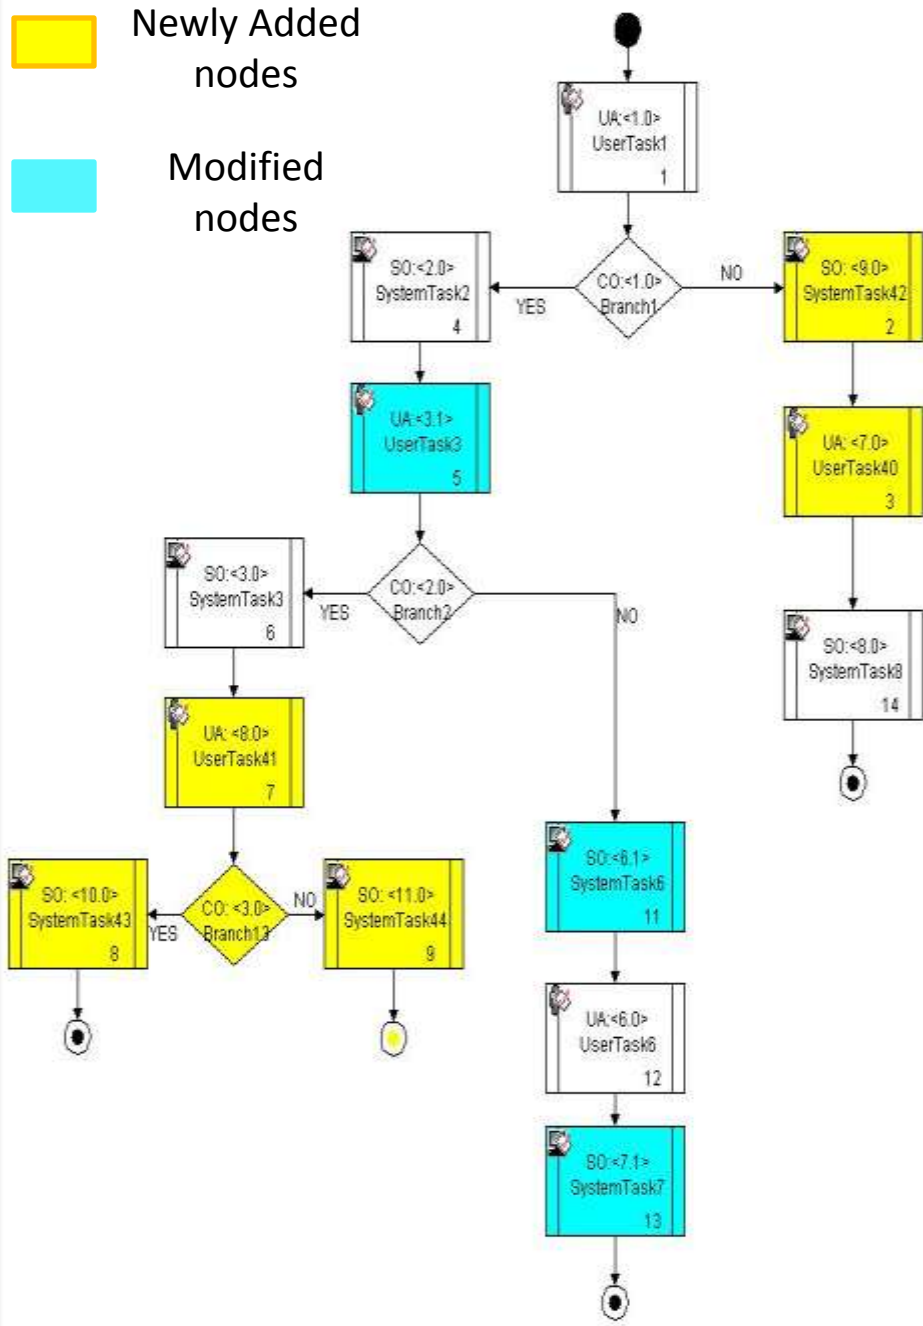 Newly Added
nodes
Modified
nodes
UA:<1.0>
UserTask1
1
CO:<1.0>
Branch1
YES
NO
SO:<2.0>
SystemTask2
4
SO: <9.0>
SystemTask42
2
UA:<3.1>
UserTask3
5
UA: <7.0>
UserTask40
3
CO:<2.0>
Branch2
YES
NO
SO:<3.0>
SystemTask3
6
SO:<8.0>
SystemTask8
14
UA: <8.0>
UserTask41
7
SO:<6.1>
SystemTask6
11
CO: <3.0>
Branch13
YES
NO
SO: <10.0>
SystemTask43
8
SO: <11.0>
SystemTask44
9
UA:<6.0>
UserTask6
12
SO:<7.1>
SystemTask7
13